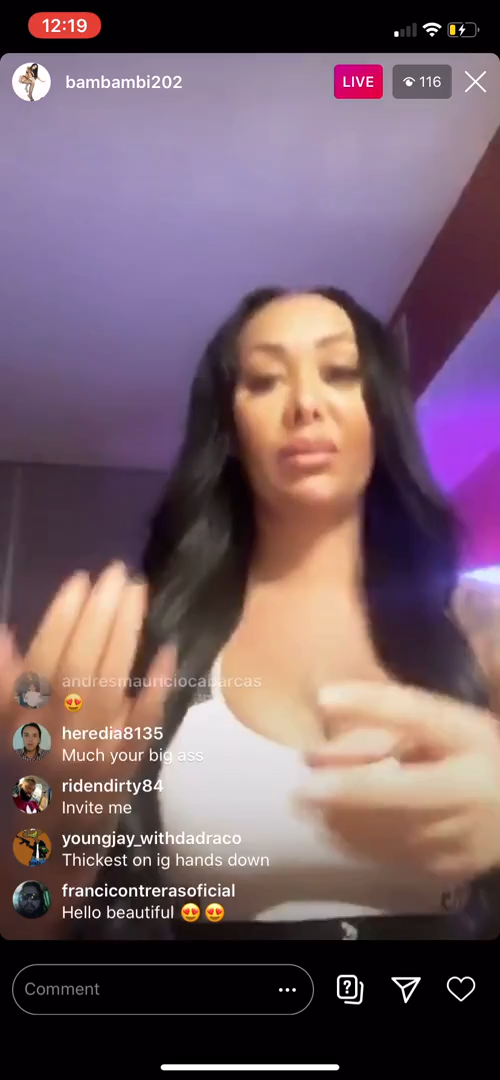 12:19
bambambi202
LIVE
116
andresmauriciocabarcas
😍
heredia8135
Much your big ass
ridendirty84
Invite me
youngjay_withdadraco
Thickest on ig hands down
francicontrerasoficial
Hello beautiful 😍😍
Comment